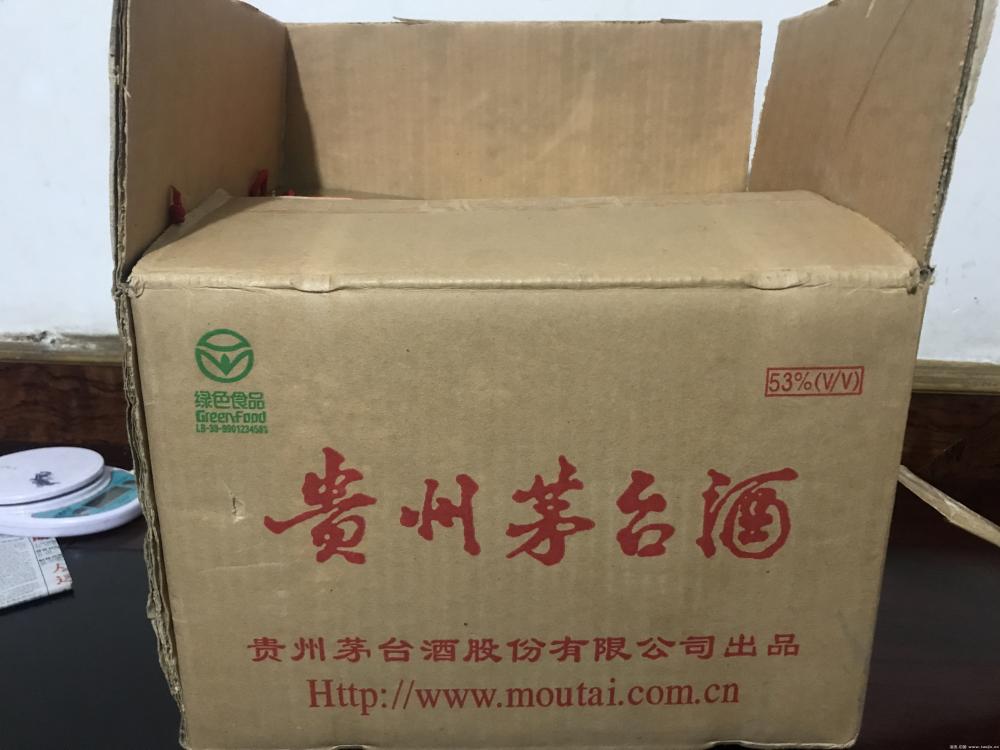 绿色食品
GreenFood
53%(V/V)
贵州茅台酒
贵州茅台酒股份有限公司出品
Http://www.moutai.com.cn